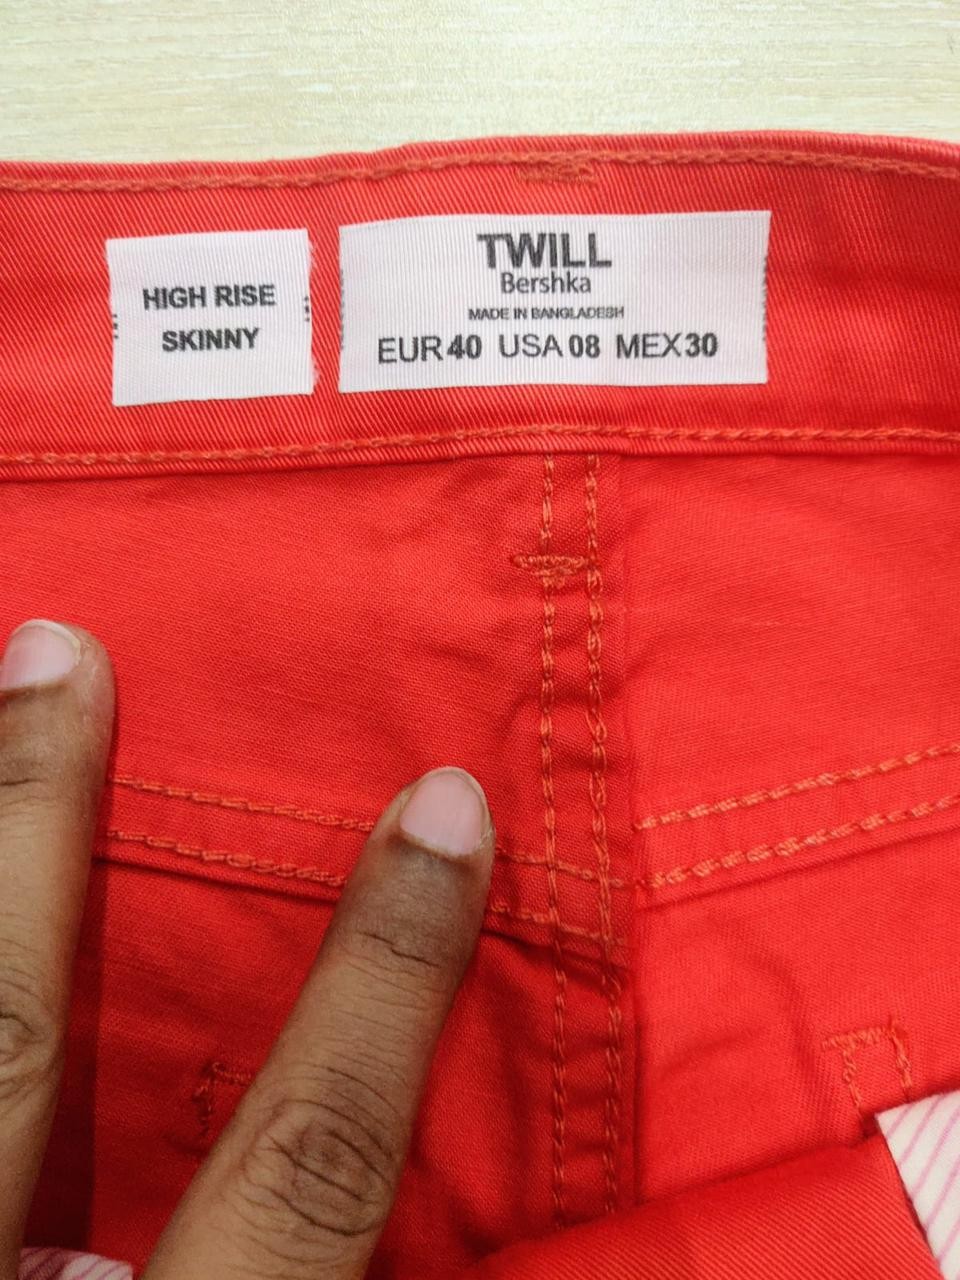 HIGH RISE
SKINNY
TWILL
Bershka
MADE IN BANGLADESH
EUR 40 USA 08 MEX 30